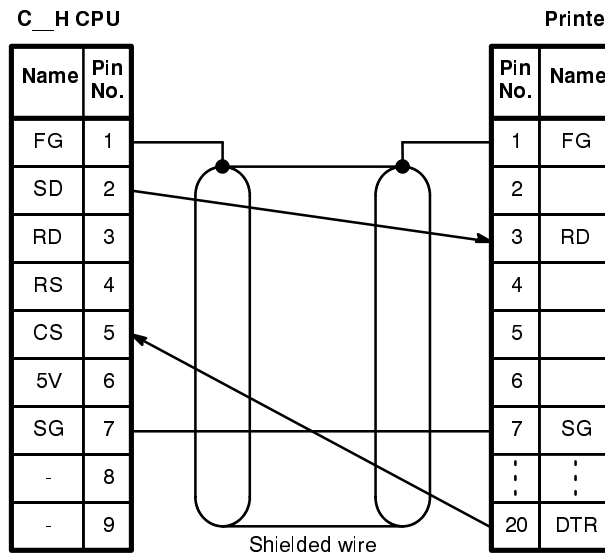 C__H CPU
Printe
Name Pin No.
Pin No. Name
FG 1
1 FG
SD 2
2
RD 3
3 RD
RS 4
4
CS 5
5
5V 6
6
SG 7
7 SG
- 8
- 9
20 DTR
Shielded wire